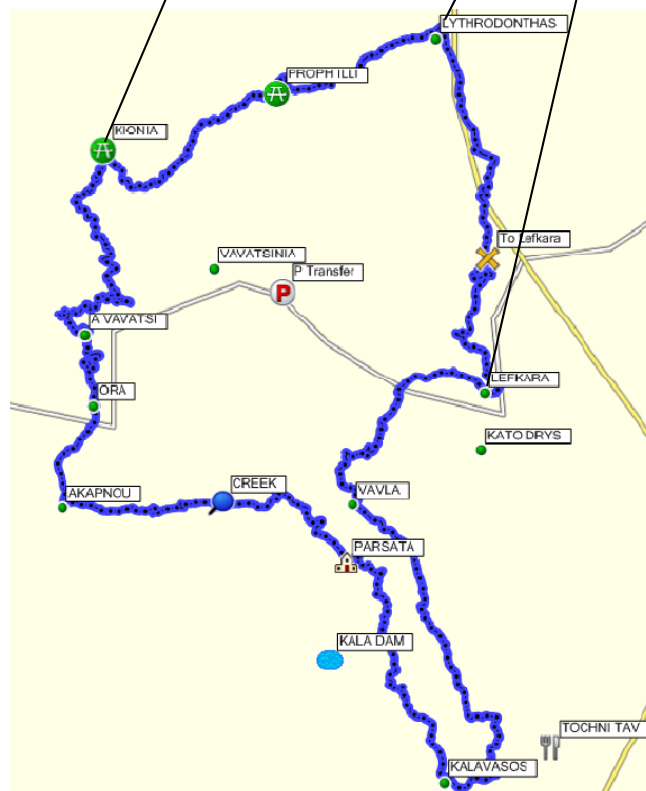 LYTHRODONTHAS
PROPH ILLI
KIONIA
To Lefkara
VAVATSINIA
P Transfer
P
A VAVATSI
LEFKARA
ORA
KATO DRYS
CREEK
AKAPNOU
VAVLA
PARSATA
KALA DAM
TOCHNI TAV
KALAVASOS